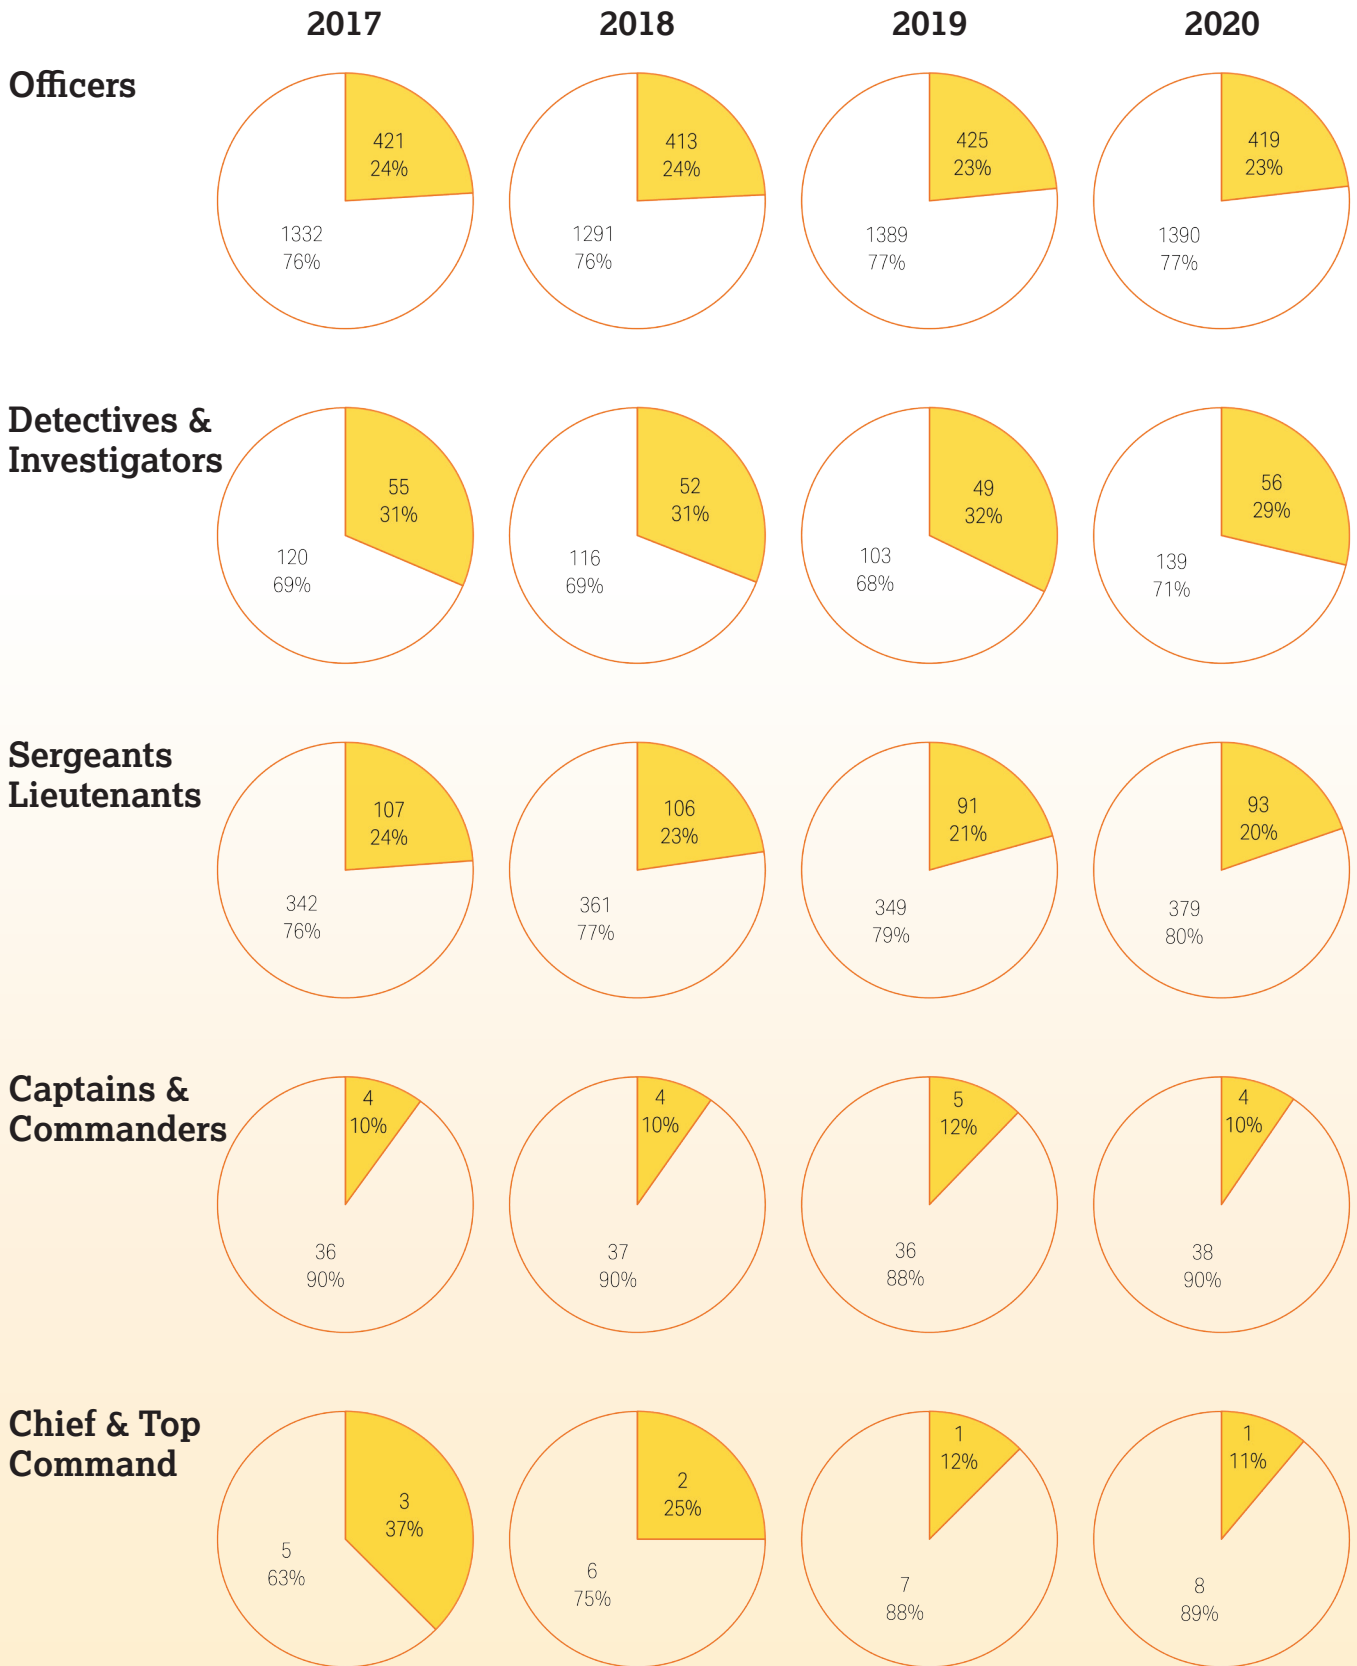 2017 2018 2019 2020
Officers
421 413 425 419
24% 24% 23% 23%
1332 1291 1389 1390
76% 76% 77% 77%
Detectives &
Investigators
55 52 49 56
31% 31% 32% 29%
120 116 103 139
69% 69% 68% 71%
Sergeants
Lieutenants
107 106 91 93
24% 23% 21% 20%
342 361 349 379
76% 77% 79% 80%
Captains &
Commanders
4 4 5 4
10% 10% 12% 10%
36 37 36 38
90% 90% 88% 90%
Chief & Top
Command
3 2 1 1
37% 25% 12% 11%
5 6 7 8
63% 75% 88% 89%